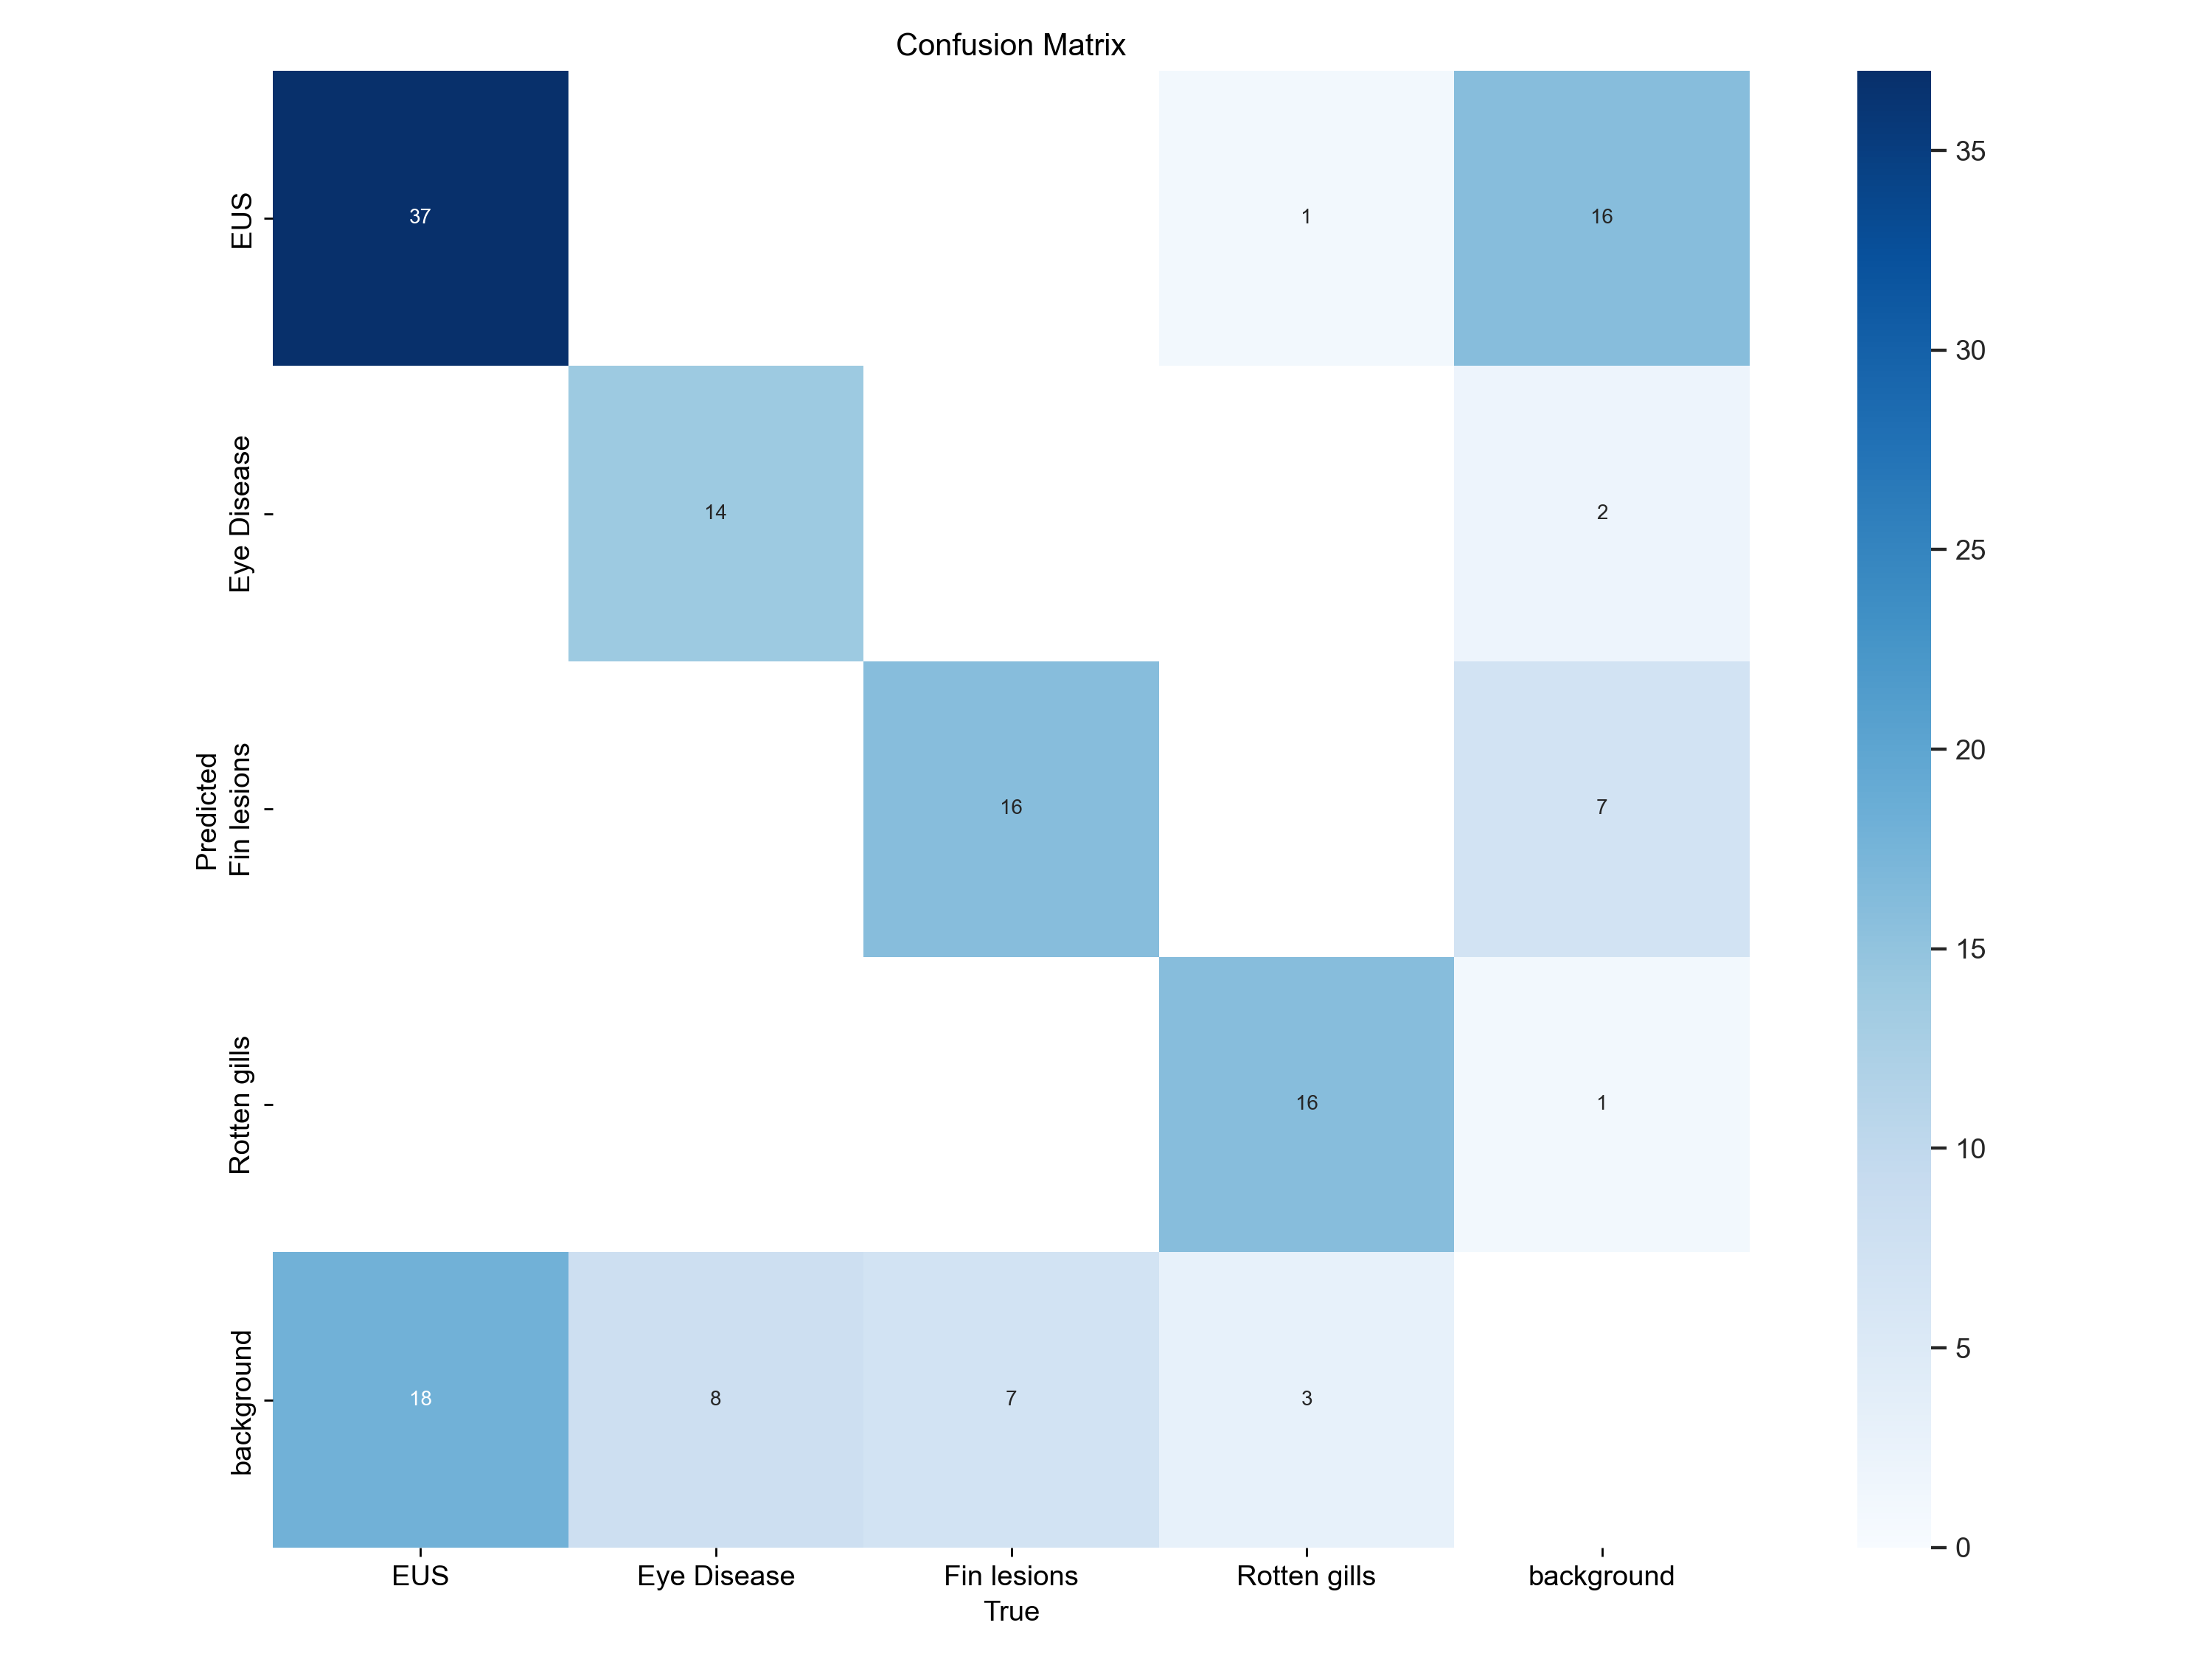 Confusion Matrix
Predicted
EUS
37
1
16
Eye Disease
14
2
Fin lesions
16
7
Rotten gills
16
1
background
18
8
7
3
EUS
Eye Disease
Fin lesions
Rotten gills
background
True
35
30
25
20
15
10
5
0